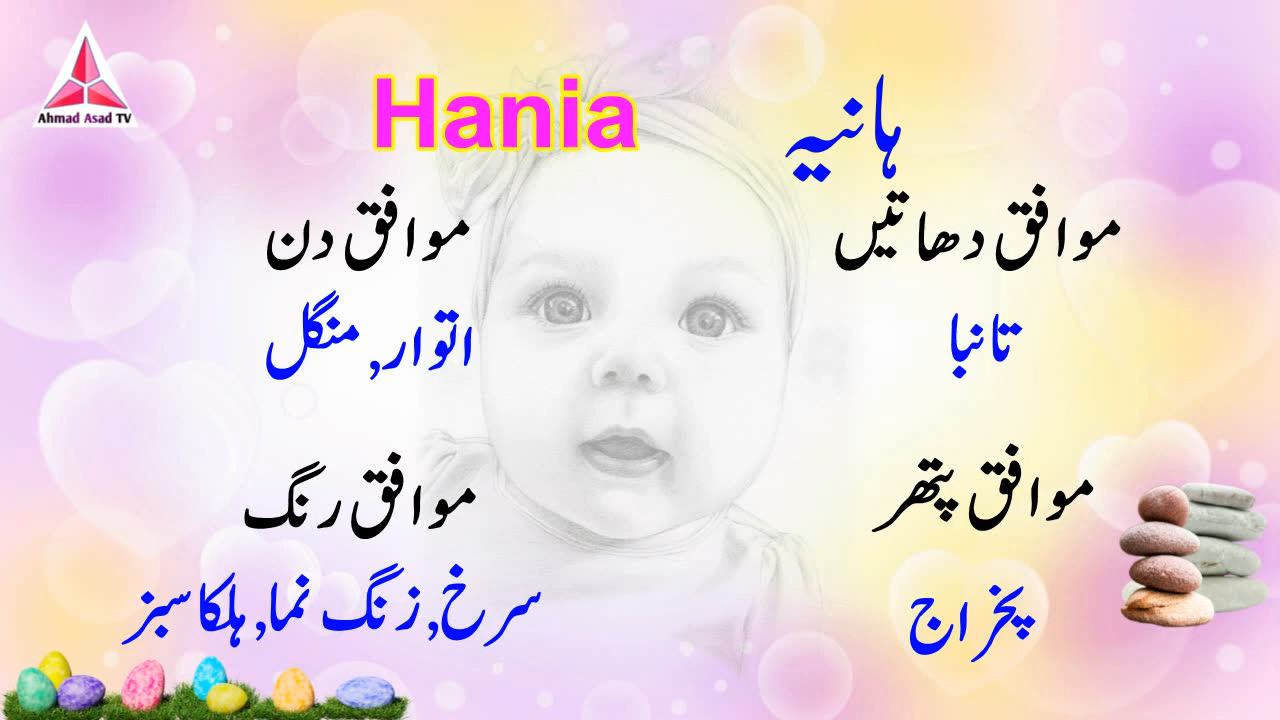 Ahmad Asad TV
Hania
ہانیہ
موافق دھاتیں
موافق دن
تانبا
اتوار, منگل
موافق پتھر
موافق رنگ
پخراج
سرخ, زنگ نما, ہلکا سبز